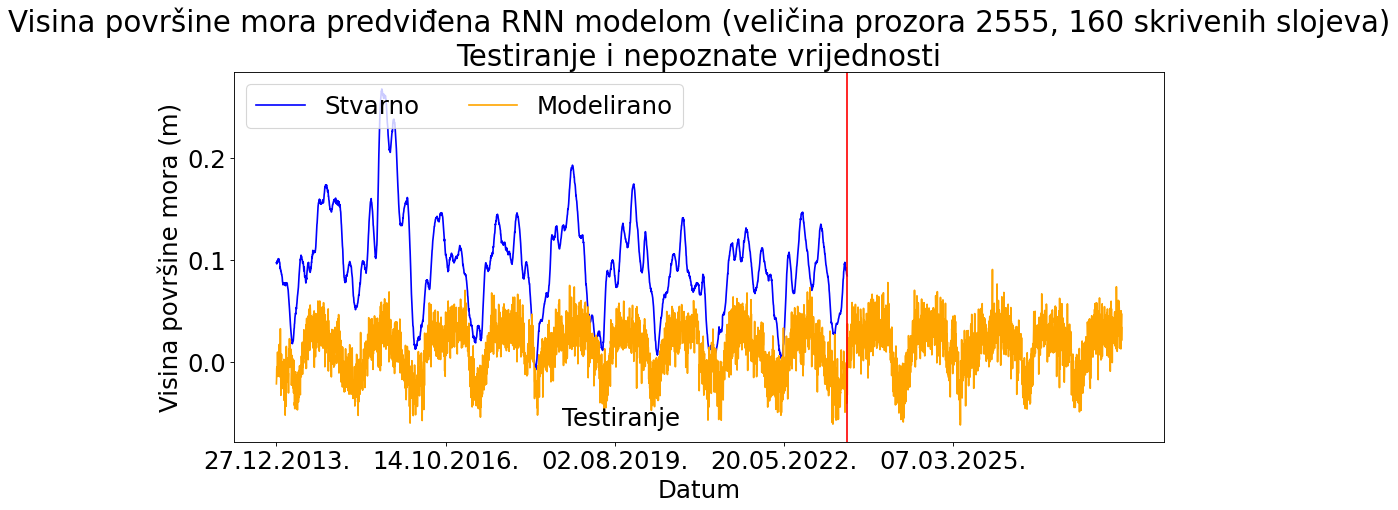 Visina površine mora predviđena RNN modelom (veličina prozora 2555, 160 skrivenih slojeva)
Testiranje i nepoznate vrijednosti
Stvarno
Modelirano
Visina površine mora (m)
0.2
0.1
0.0
Testiranje
27.12.2013.
14.10.2016.
02.08.2019.
20.05.2022.
07.03.2025.
Datum